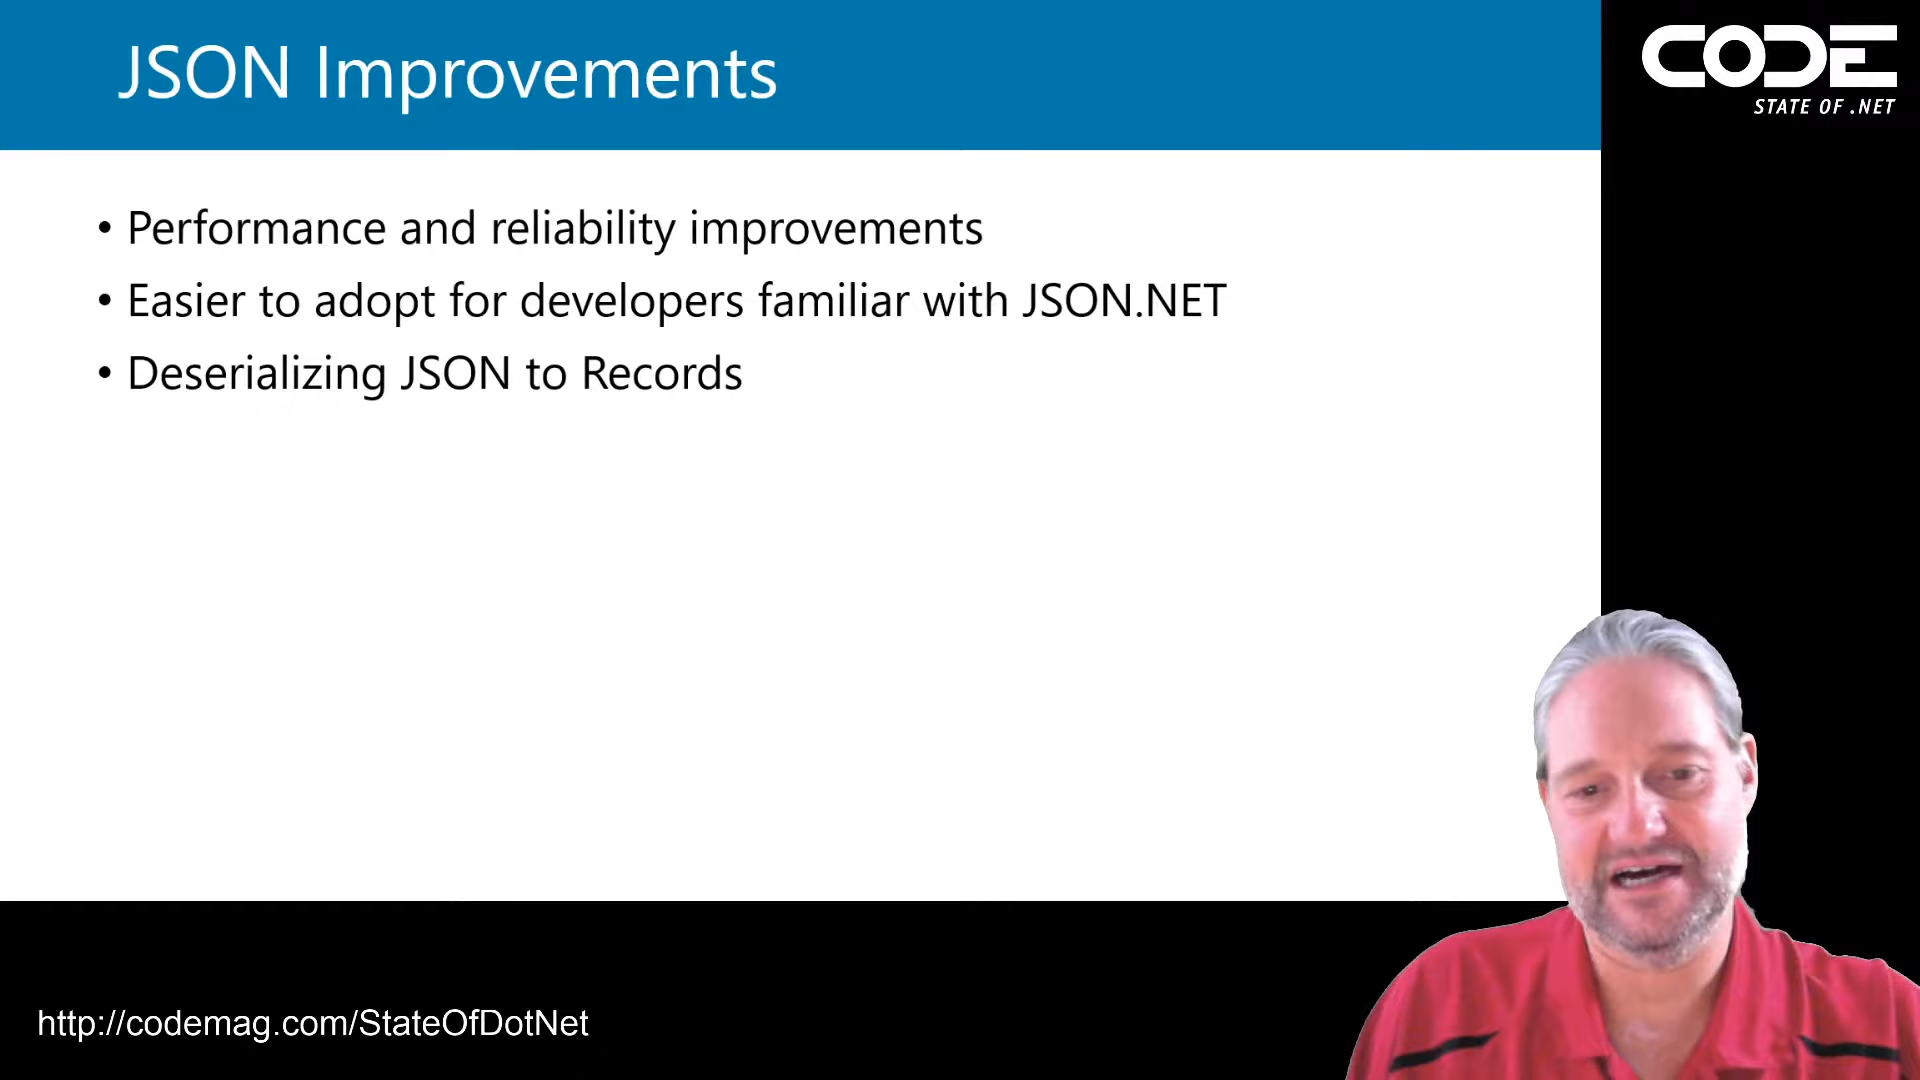 JSON Improvements
CODE
STATE OF .NET
• Performance and reliability improvements
• Easier to adopt for developers familiar with JSON.NET
• Deserializing JSON to Records
http://codemag.com/StateOfDotNet